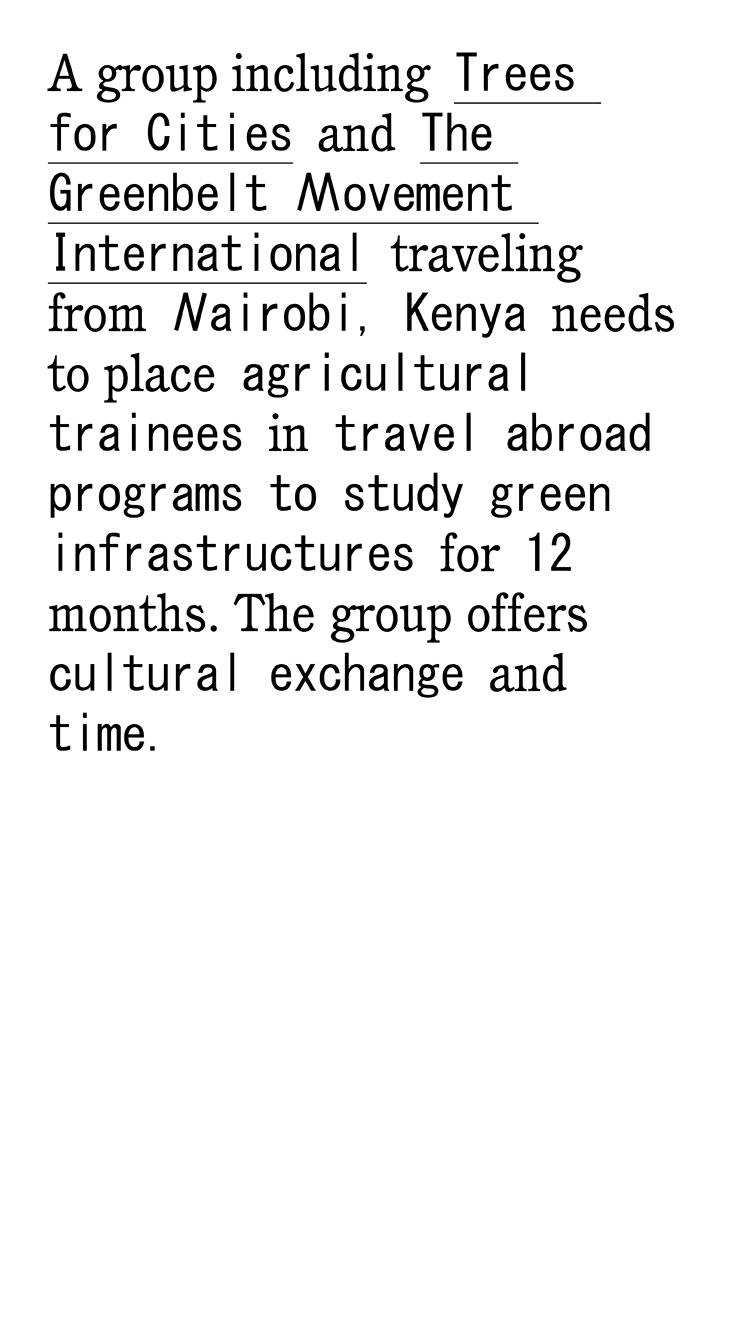 A group including Trees
for Cities and The
Greenbelt Movement
International traveling
from Nairobi, Kenya needs
to place agricultural
trainees in travel abroad
programs to study green
infrastructures for 12
months. The group offers
cultural exchange and
time.